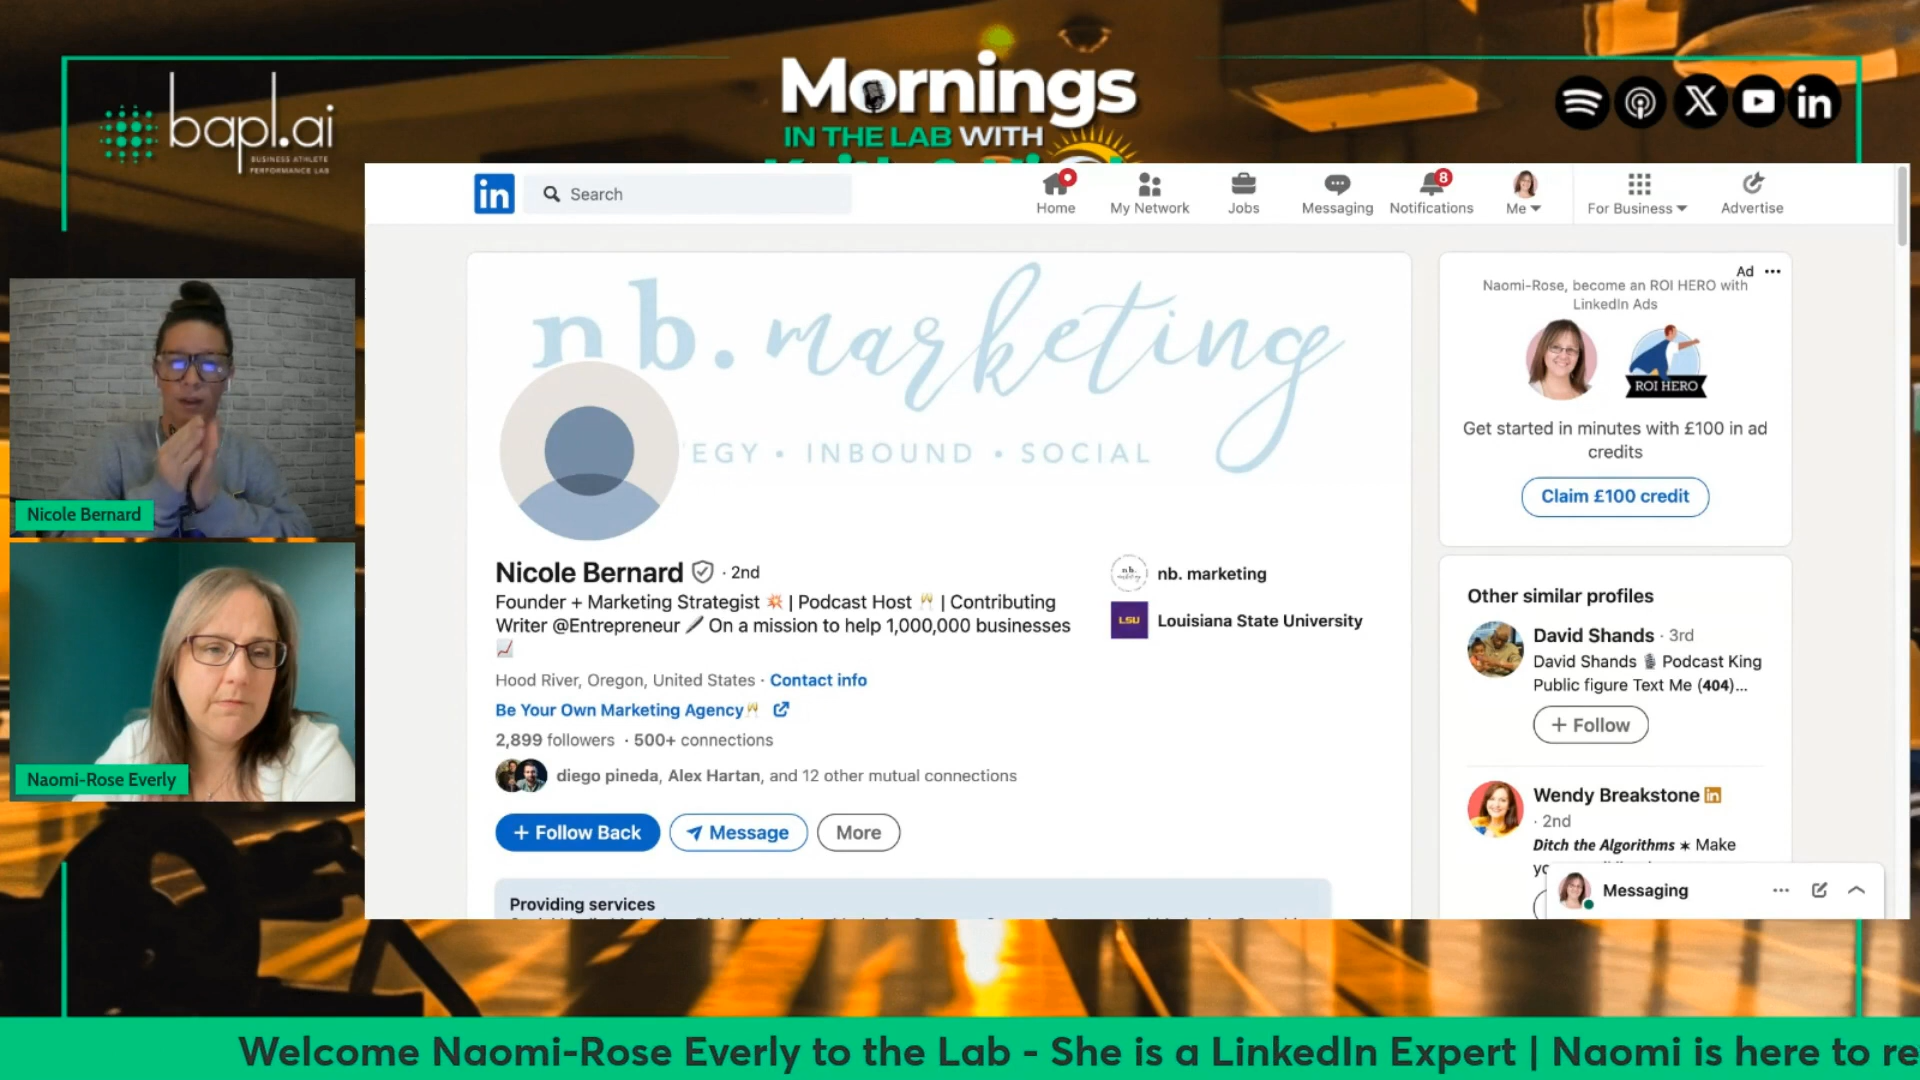 bapl.ai
BUSINESS ATHLETE
PERFORMANCE LAB
Mornings
IN THE LAB WITH
in
Search
Home
My Network
Jobs
Messaging
8
Notifications
Me
For Business
Advertise
nb. marketing
EGY • INBOUND • SOCIAL
Nicole Bernard · 2nd
Founder + Marketing Strategist 💥 | Podcast Host 🥂 | Contributing
Writer @Entrepreneur 🖋 On a mission to help 1,000,000 businesses
📈
Hood River, Oregon, United States · Contact info
Be Your Own Marketing Agency🥂
2,899 followers · 500+ connections
diego pineda, Alex Hartan, and 12 other mutual connections
+ Follow Back
Message
More
Providing services
nb. marketing
LSU
Louisiana State University
Ad
Naomi-Rose, become an ROI HERO with
LinkedIn Ads
ROI HERO
Get started in minutes with £100 in ad
credits
Claim £100 credit
Other similar profiles
David Shands · 3rd
David Shands 🎙 Podcast King
Public figure Text Me (404)...
+ Follow
Wendy Breakstone in
· 2nd
Ditch the Algorithms ✶ Make
Messaging
Nicole Bernard
Naomi-Rose Everly
Welcome Naomi-Rose Everly to the Lab - She is a LinkedIn Expert | Naomi is here to re